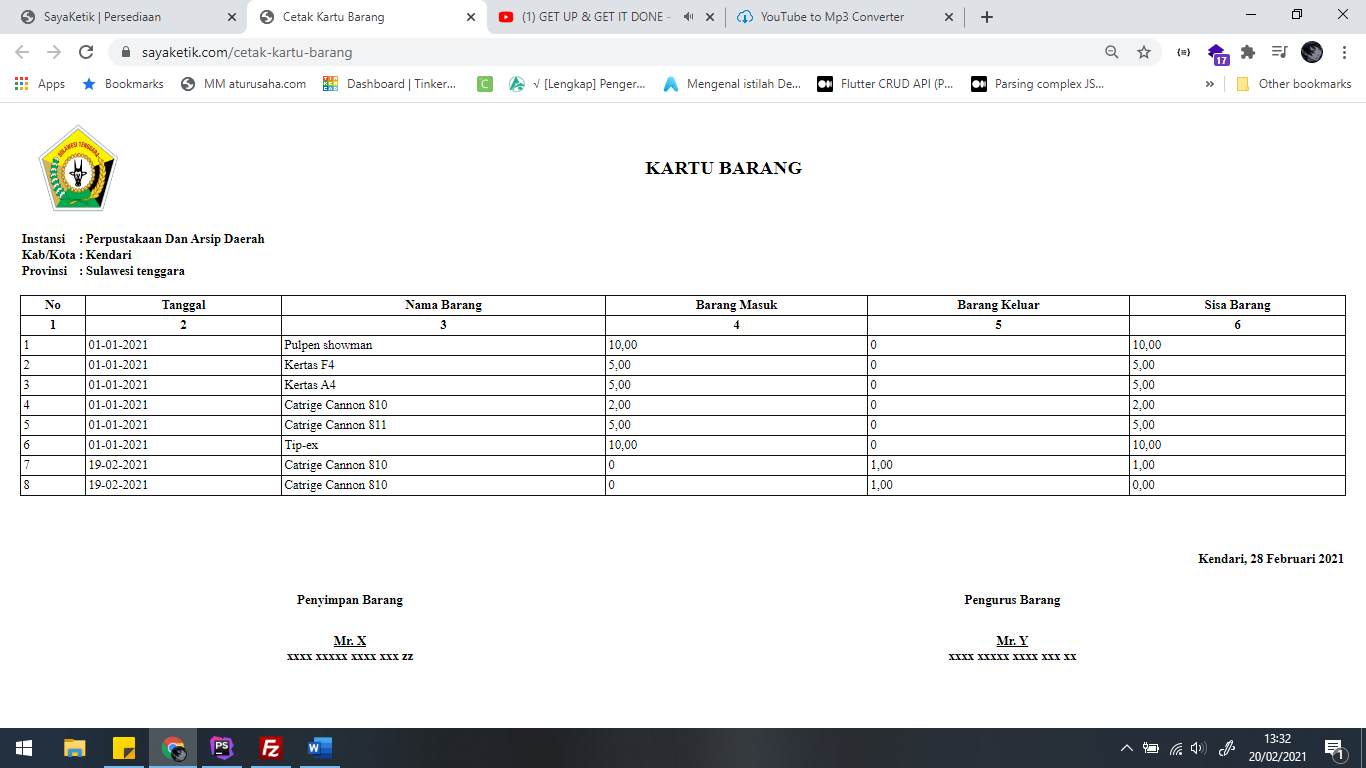 SayaKetik | Persediaan
Cetak Kartu Barang
(1) GET UP & GET IT DONE -
YouTube to Mp3 Converter
sayaketik.com/cetak-kartu-barang
17
Apps
Bookmarks
MM aturusaha.com
Dashboard | Tinker...
C
√ [Lengkap] Penger...
Mengenal istilah De...
Flutter CRUD API (P...
Parsing complex JS...
»
Other bookmarks
SULAWESI TENGGARA
KARTU BARANG
Instansi : Perpustakaan Dan Arsip Daerah
Kab/Kota : Kendari
Provinsi : Sulawesi tenggara
No Tanggal Nama Barang Barang Masuk Barang Keluar Sisa Barang
1 2 3 4 5 6
1 01-01-2021 Pulpen showman 10,00 0 10,00
2 01-01-2021 Kertas F4 5,00 0 5,00
3 01-01-2021 Kertas A4 5,00 0 5,00
4 01-01-2021 Catrige Cannon 810 2,00 0 2,00
5 01-01-2021 Catrige Cannon 811 5,00 0 5,00
6 01-01-2021 Tip-ex 10,00 0 10,00
7 19-02-2021 Catrige Cannon 810 0 1,00 1,00
8 19-02-2021 Catrige Cannon 810 0 1,00 0,00
Kendari, 28 Februari 2021
Penyimpan Barang Pengurus Barang
Mr. X Mr. Y
xxxx xxxxx xxxx xxx zz xxxx xxxxx xxxx xxx xx
PS
FZ
W
13:32
20/02/2021
1